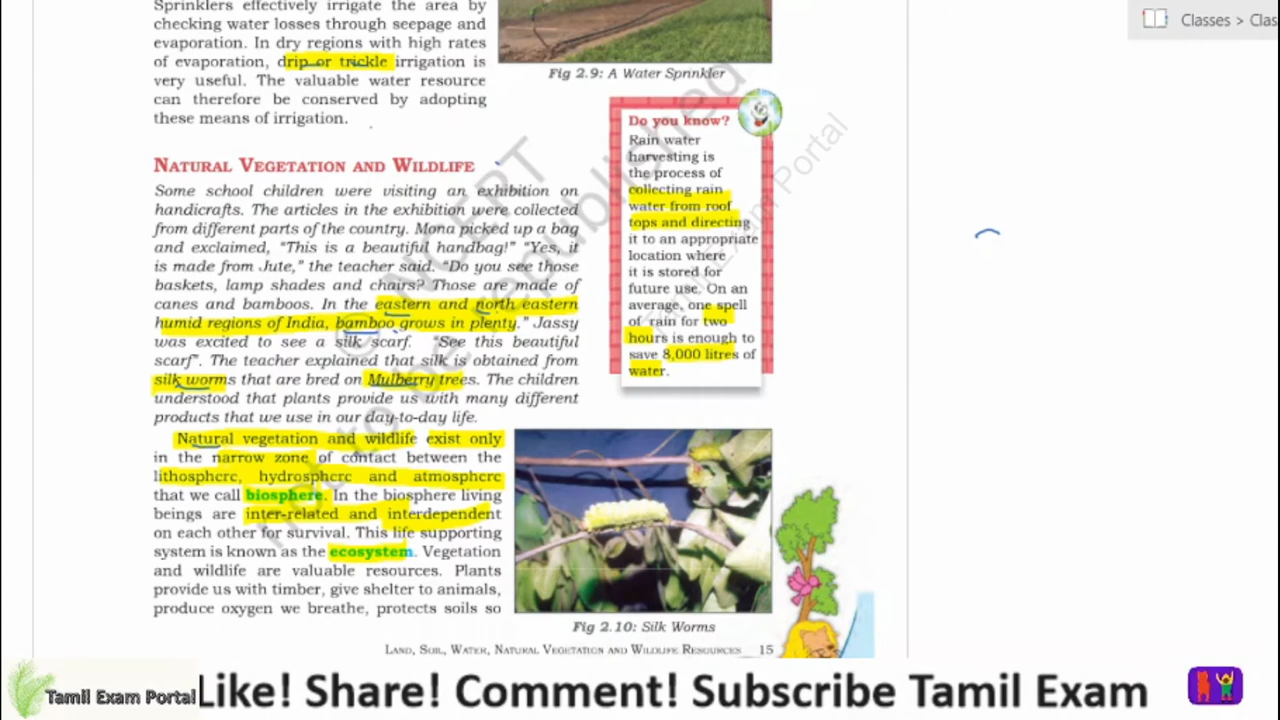 Sprinklers effectively irrigate the area by
checking water losses through seepage and
evaporation. In dry regions with high rates
of evaporation, drip or trickle irrigation is
very useful. The valuable water resource
can therefore be conserved by adopting
these means of irrigation.
Fig 2.9: A Water Sprinkler
Classes > Clas
Do you know?
Rain water
harvesting is
the process of
collecting rain
water from roof
tops and directing
it to an appropriate
location where
it is stored for
future use. On an
average, one spell
of rain for two
hours is enough to
save 8,000 litres of
water.
NATURAL VEGETATION AND WILDLIFE
Some school children were visiting an exhibition on
handicrafts. The articles in the exhibition were collected
from different parts of the country. Mona picked up a bag
and exclaimed, “This is a beautiful handbag!” “Yes, it
is made from Jute,” the teacher said. “Do you see those
baskets, lamp shades and chairs? Those are made of
canes and bamboos. In the eastern and north eastern
humid regions of India, bamboo grows in plenty.” Jassy
was excited to see a silk scarf. “See this beautiful
scarf”. The teacher explained that silk is obtained from
silk worms that are bred on Mulberry trees. The children
understood that plants provide us with many different
products that we use in our day-to-day life.
Natural vegetation and wildlife exist only
in the narrow zone of contact between the
lithosphere, hydrosphere and atmosphere
that we call biosphere. In the biosphere living
beings are inter-related and interdependent
on each other for survival. This life supporting
system is known as the ecosystem. Vegetation
and wildlife are valuable resources. Plants
provide us with timber, give shelter to animals,
produce oxygen we breathe, protects soils so
Fig 2.10: Silk Worms
LAND, SOIL, WATER, NATURAL VEGETATION AND WILDLIFE RESOURCES 15
© NCERT
not to be republished
Tamil Exam Portal
Tamil Exam Portal
Like! Share! Comment! Subscribe Tamil Exam